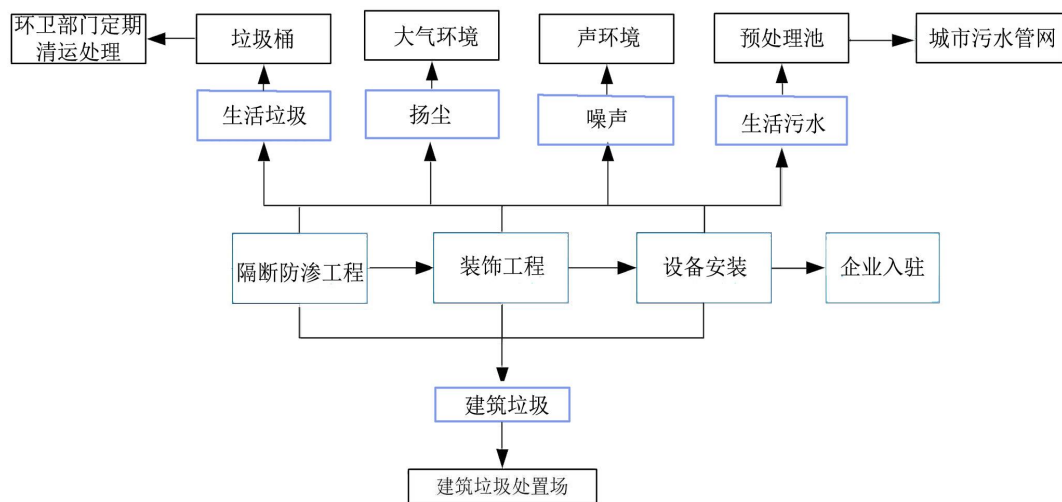 环卫部门定期
清运处理
垃圾桶
大气环境
声环境
预处理池
城市污水管网
生活垃圾
扬尘
噪声
生活污水
隔断防渗工程
装饰工程
设备安装
企业入驻
建筑垃圾
建筑垃圾处置场